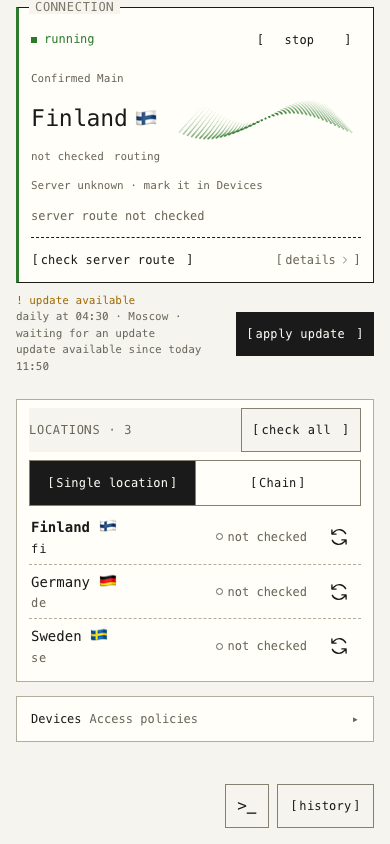 CONNECTION
running [ stop ]
Confirmed Main
Finland
not checked routing
Server unknown · mark it in Devices
server route not checked
[check server route ] [details > ]
! update available
daily at 04:30 · Moscow ·
waiting for an update
update available since today
11:50
[apply update ]
LOCATIONS · 3 [check all ]
[Single location] [Chain]
Finland
fi
not checked
Germany
de
not checked
Sweden
se
not checked
Devices Access policies ▸
>_ [history]